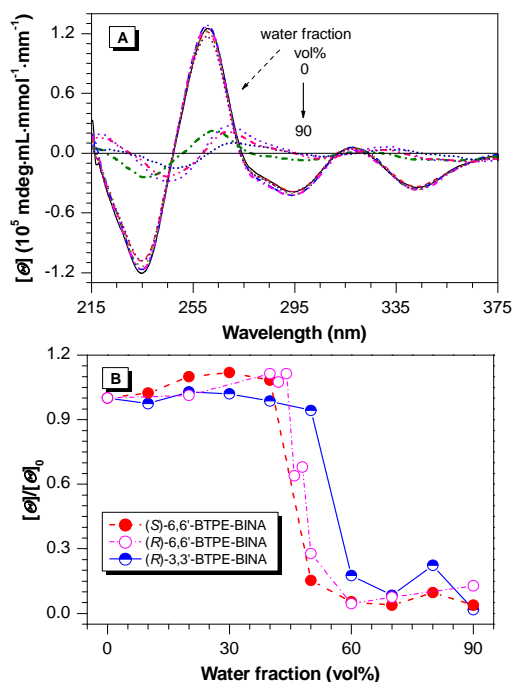 A
water fraction
vol%
0
90
1.2
0.6
0.0
-0.6
-1.2
[Θ] (10⁵ mdeg·mL·mmol⁻¹·mm⁻¹)
215 255 295 335 375
Wavelength (nm)
B
1.2
0.9
0.6
0.3
0.0
[Θ]/[Θ]₀
(S)-6,6'-BTPE-BINA
(R)-6,6'-BTPE-BINA
(R)-3,3'-BTPE-BINA
0 30 60 90
Water fraction (vol%)